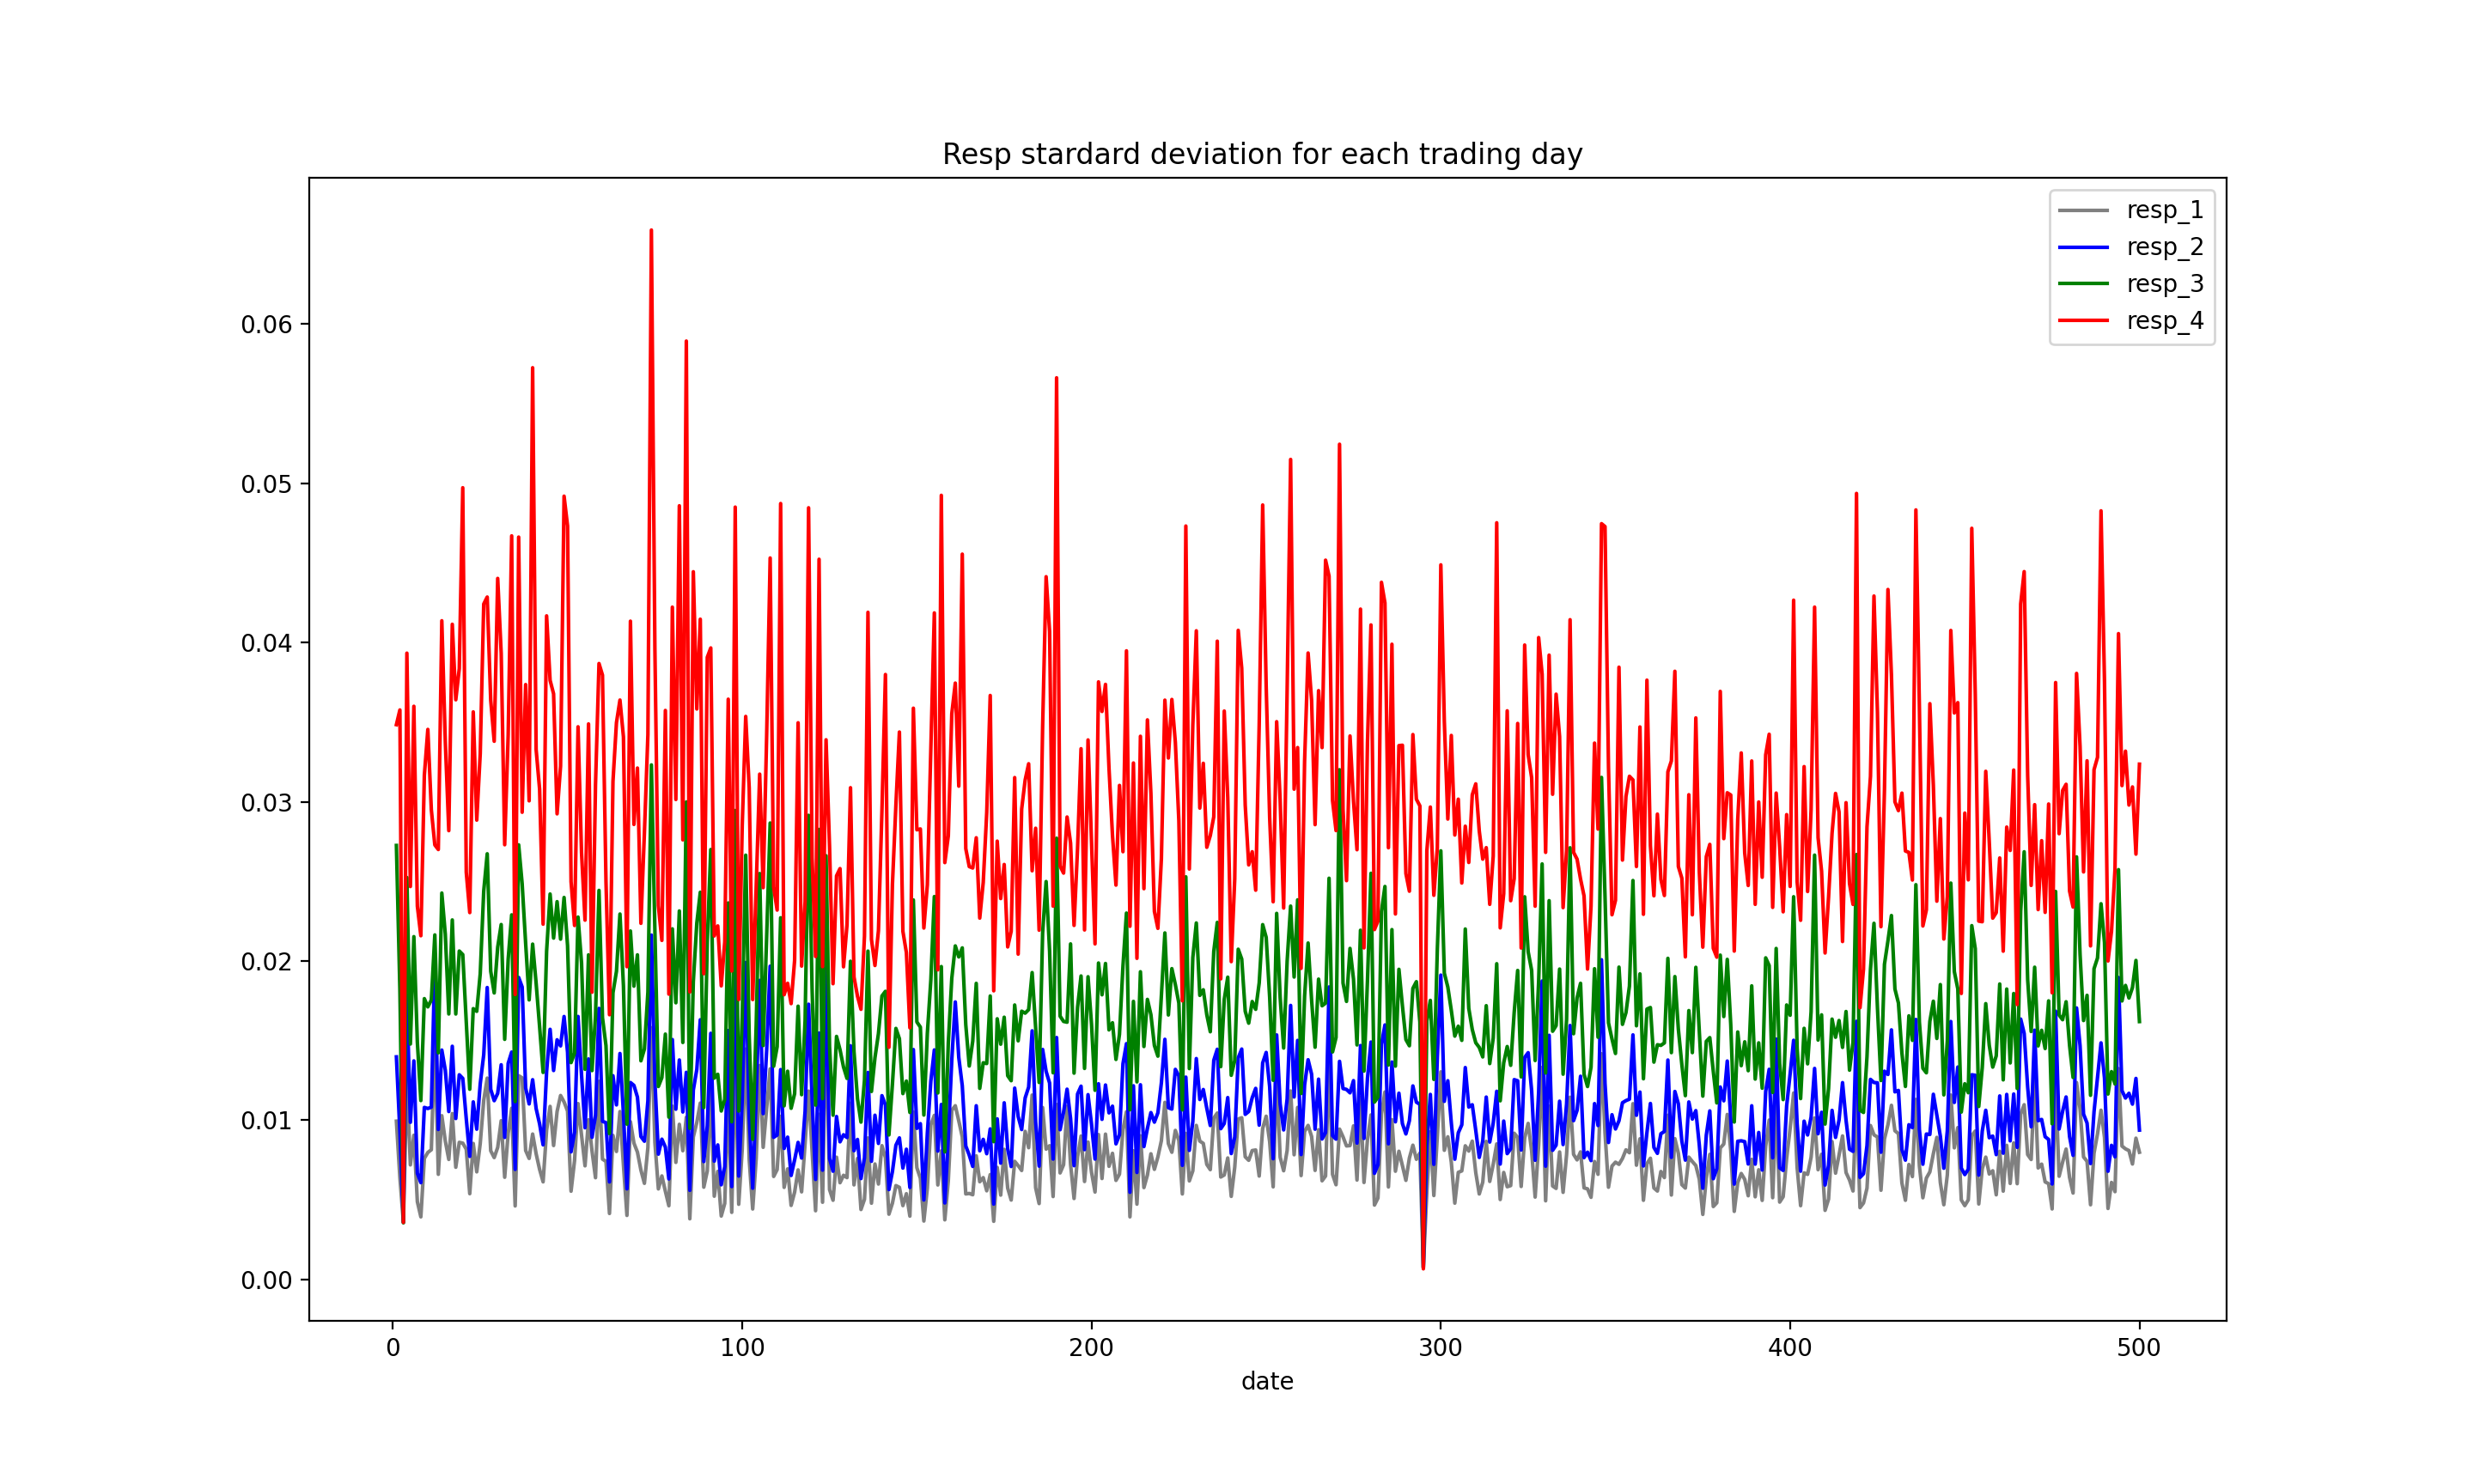 Resp stardard deviation for each trading day
resp_1
resp_2
resp_3
resp_4
0.06
0.05
0.04
0.03
0.02
0.01
0.00
0 100 200 300 400 500
date